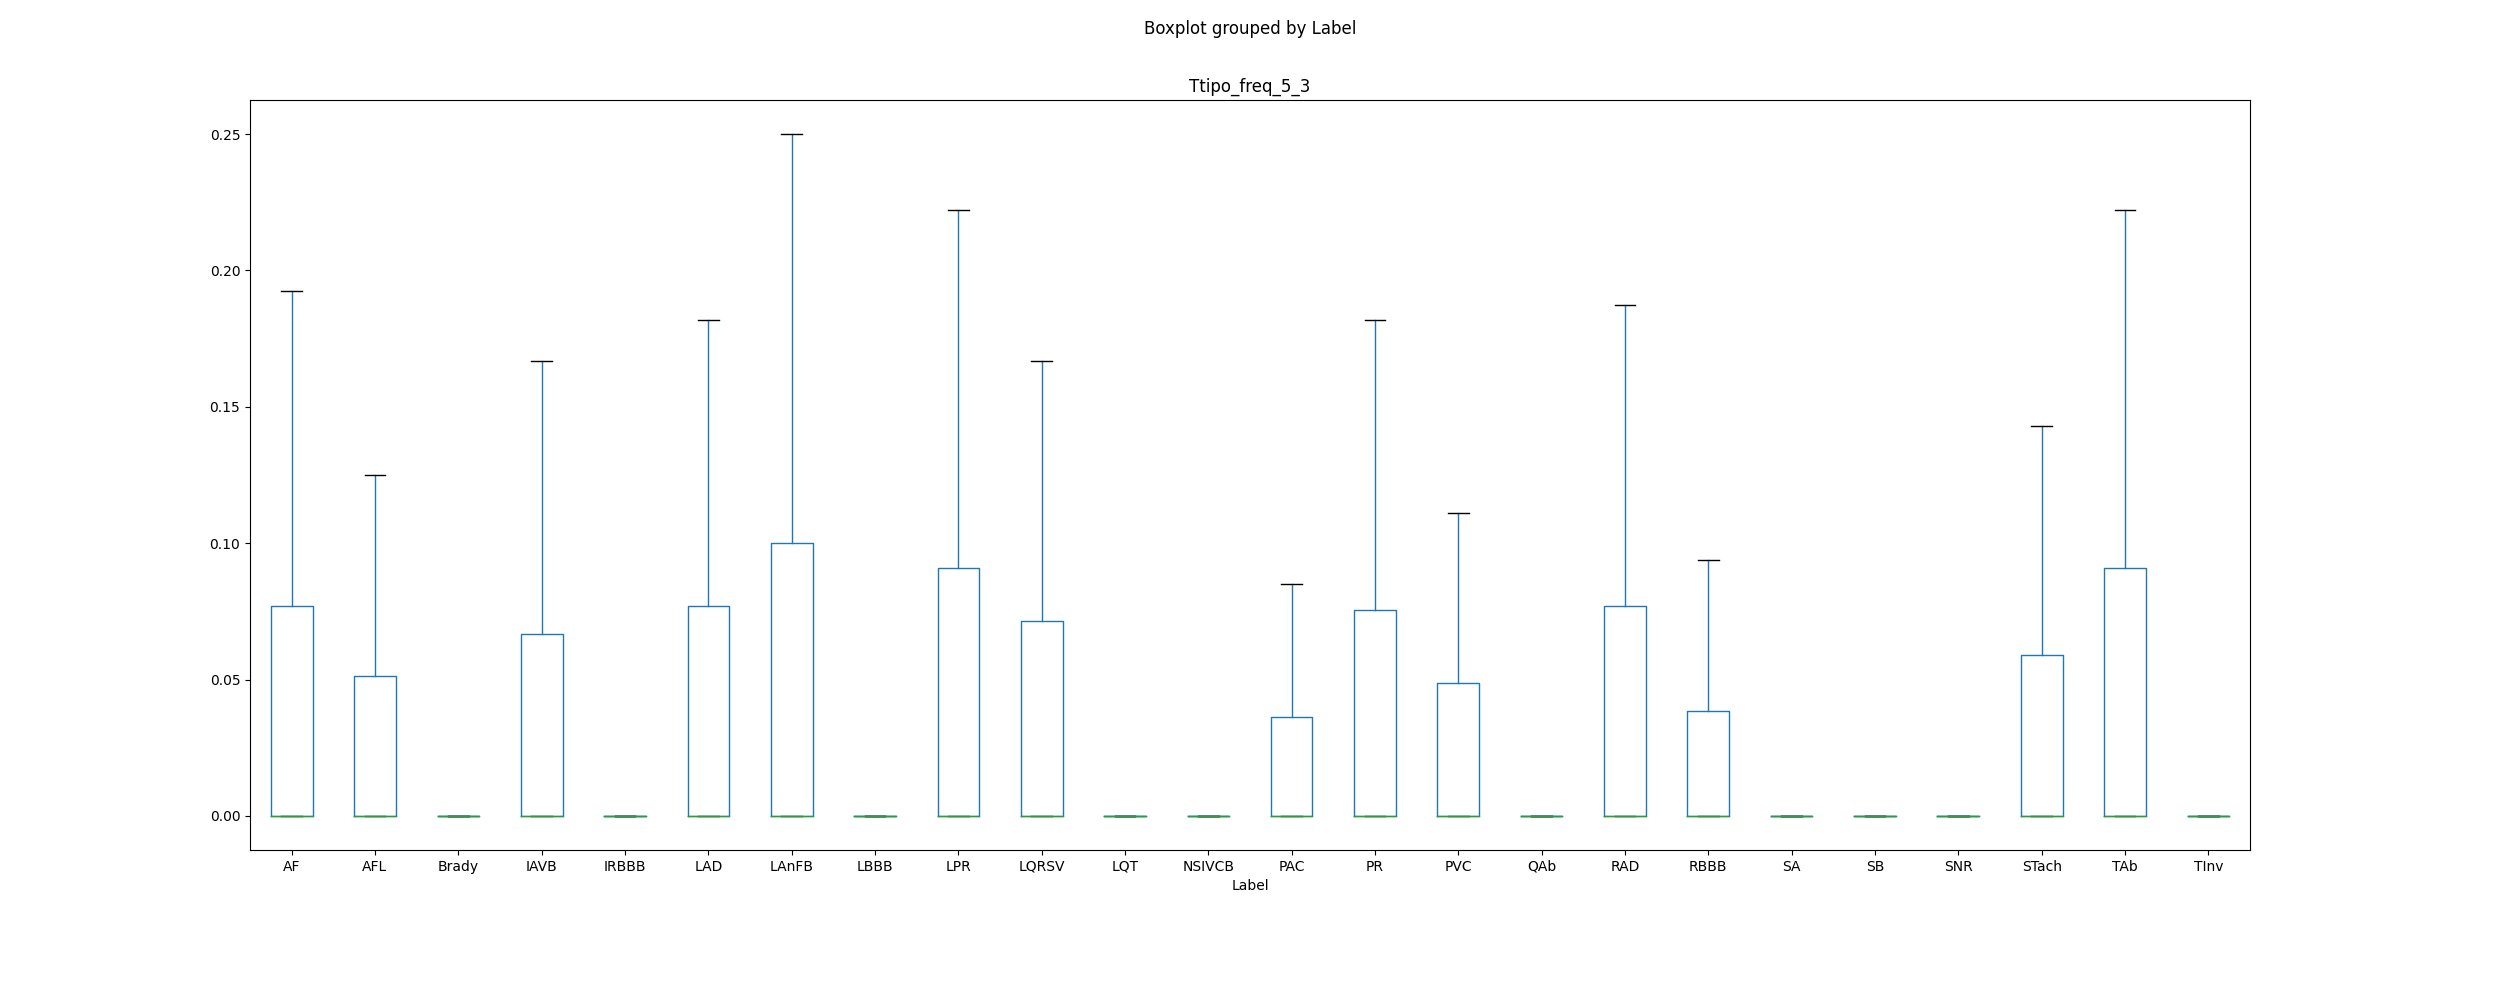 Boxplot grouped by Label
Ttipo_freq_5_3
0.25
0.20
0.15
0.10
0.05
0.00
AF AFL Brady IAVB IRBBB LAD LAnFB LBBB LPR LQRSV LQT NSIVCB PAC PR PVC QAb RAD RBBB SA SB SNR STach TAb TInv
Label